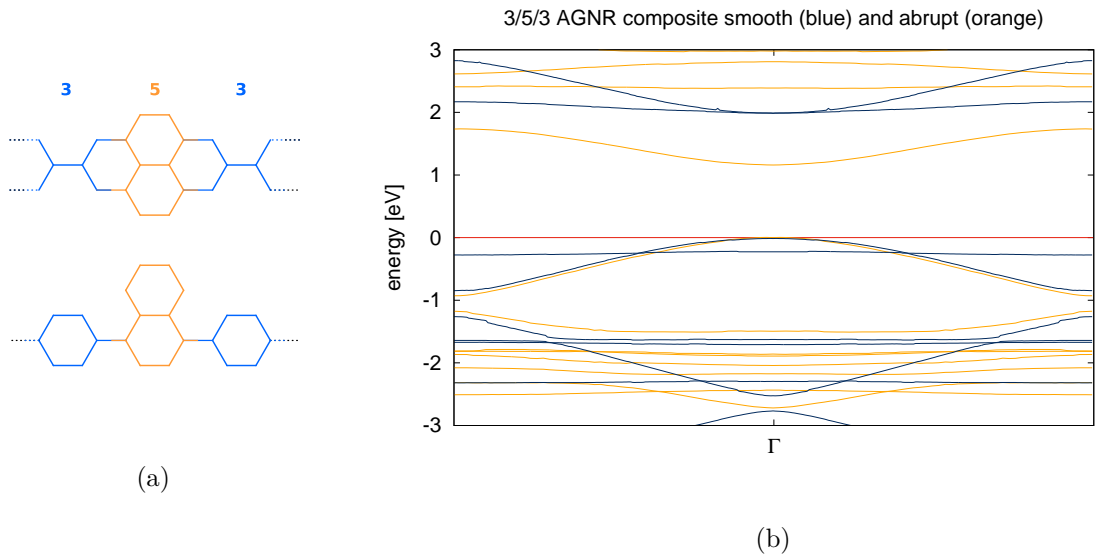 3/5/3 AGNR composite smooth (blue) and abrupt (orange)
3 5 3
energy [eV]
3
2
1
0
-1
-2
-3
Γ
(a)
(b)